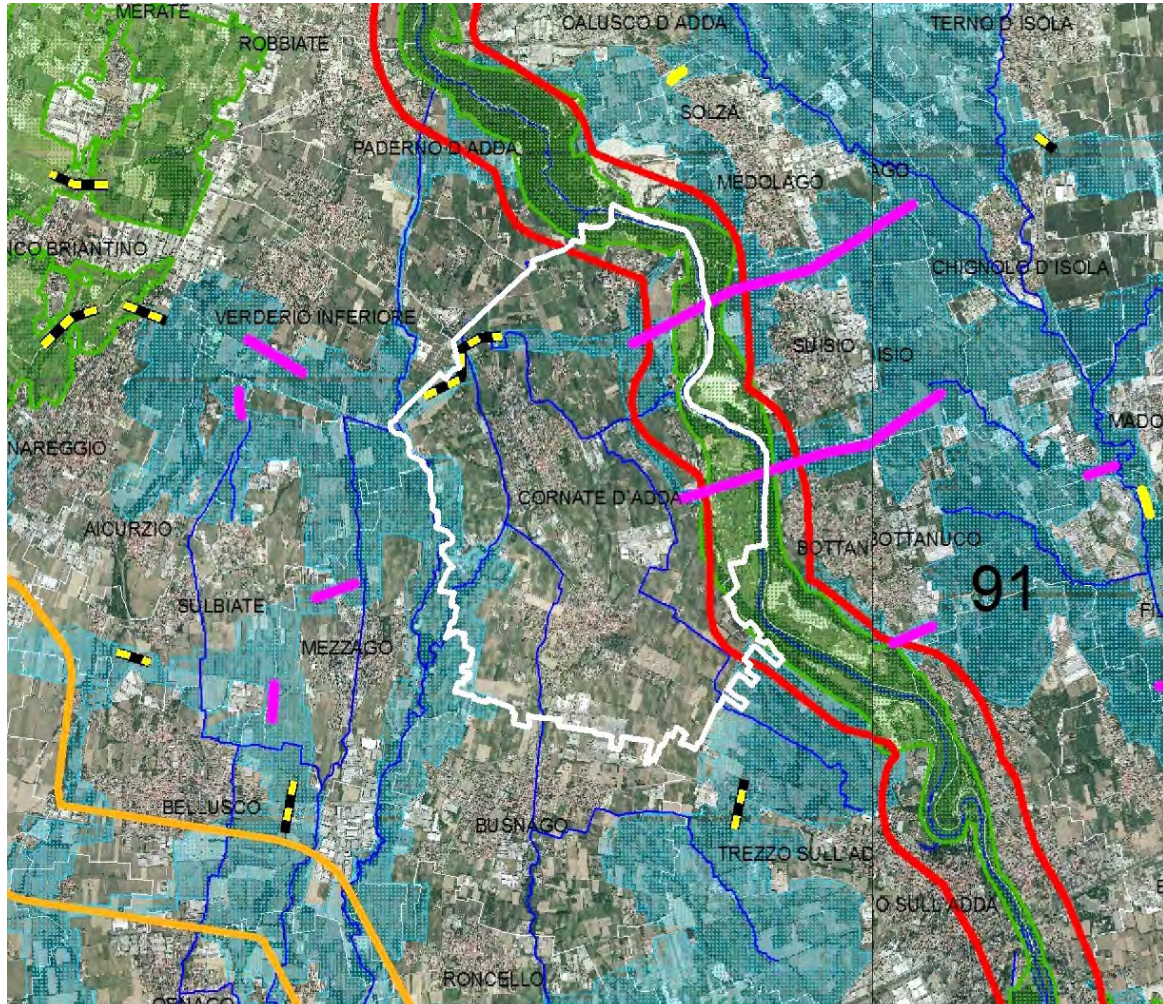 MERATE
CALUSCO D'ADDA
TERNO D'ISOLA
ROBBIATE
SOLZA
PADERNO D'ADDA
MEDOLAGO
AGO
NCO BRIANTINO
CHIGNOLO D'ISOLA
VERDERIO INFERIORE
SUISIO
ISIO
MADO
NAREGGIO
CORNATE D'ADDA
AICURZIO
BOTTAN
BOTTANUCO
91
SULBIATE
MEZZAGO
BELLUSCO
BUSNAGO
TREZZO SULL'AD
O SULL'ADDA
RONCELLO